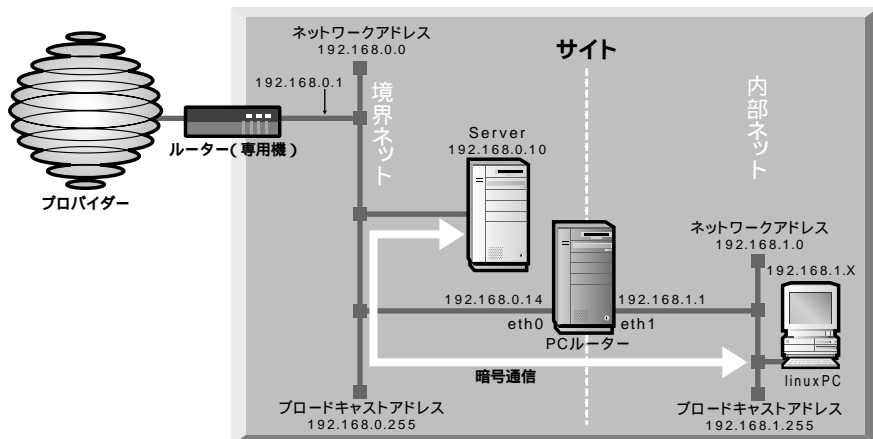 ネットワークアドレス
192.168.0.0
サイト
192.168.0.1
境界ネット
内部ネット
Server
192.168.0.10
ルーター(専用機)
プロバイダー
ネットワークアドレス
192.168.1.0
192.168.1.X
192.168.0.14
192.168.1.1
eth0
eth1
PCルーター
暗号通信
linuxPC
ブロードキャストアドレス
192.168.0.255
ブロードキャストアドレス
192.168.1.255